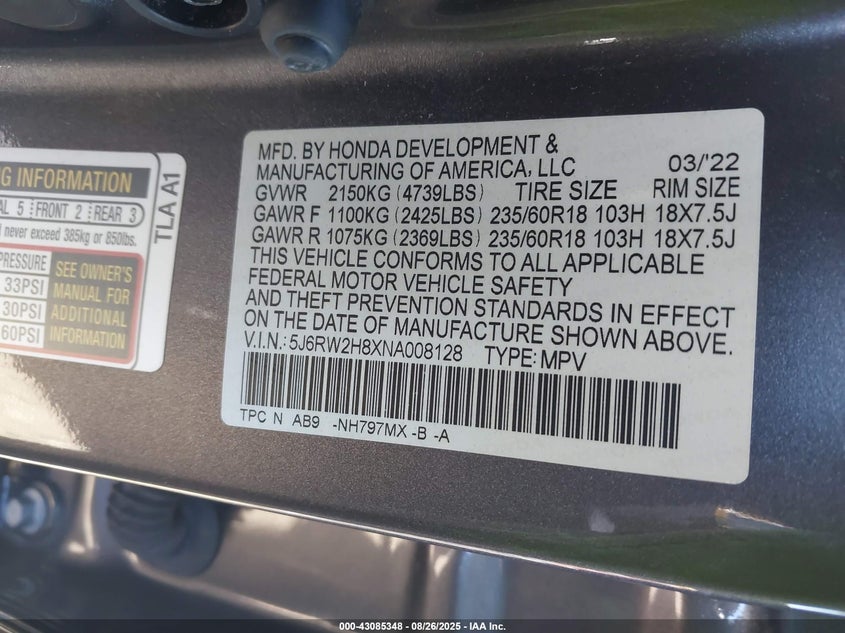 NG INFORMATION
AL 5 FRONT 2 REAR 3
never exceed 385kg or 850lbs.
PRESSURE
33PSI
30PSI
60PSI
SEE OWNER'S
MANUAL FOR
ADDITIONAL
INFORMATION
TLA A1
MFD. BY HONDA DEVELOPMENT &
MANUFACTURING OF AMERICA, LLC 03/'22
GVWR 2150KG (4739LBS) TIRE SIZE RIM SIZE
GAWR F 1100KG (2425LBS) 235/60R18 103H 18X7.5J
GAWR R 1075KG (2369LBS) 235/60R18 103H 18X7.5J
THIS VEHICLE CONFORMS TO ALL APPLICABLE
FEDERAL MOTOR VEHICLE SAFETY
AND THEFT PREVENTION STANDARDS IN EFFECT
ON THE DATE OF MANUFACTURE SHOWN ABOVE.
V.I.N.: 5J6RW2H8XNA008128 TYPE: MPV
TPC N AB9 -NH797MX -B -A
000-43085348 - 08/26/2025 - IAA Inc.